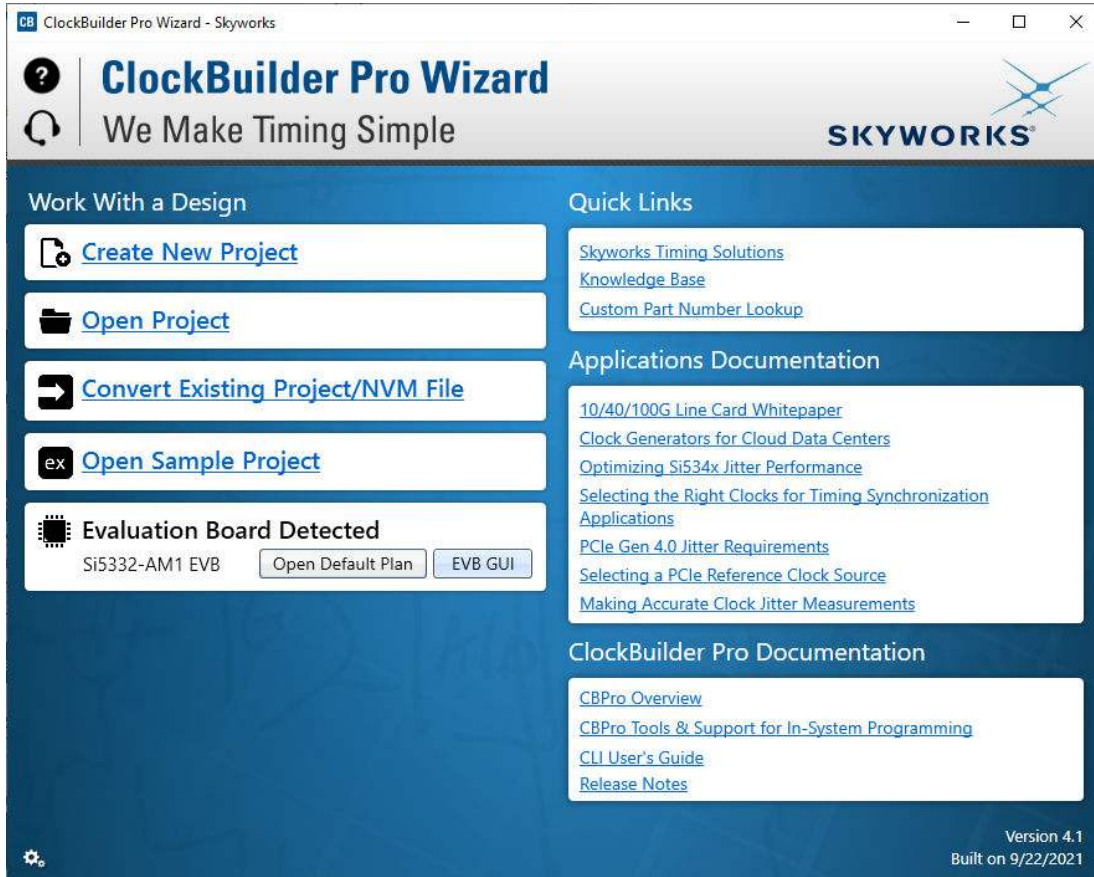 CB ClockBuilder Pro Wizard - Skyworks
?
ClockBuilder Pro Wizard
We Make Timing Simple
SKYWORKS®
Work With a Design
Create New Project
Open Project
Convert Existing Project/NVM File
ex Open Sample Project
Evaluation Board Detected
Si5332-AM1 EVB Open Default Plan EVB GUI
Quick Links
Skyworks Timing Solutions
Knowledge Base
Custom Part Number Lookup
Applications Documentation
10/40/100G Line Card Whitepaper
Clock Generators for Cloud Data Centers
Optimizing Si534x Jitter Performance
Selecting the Right Clocks for Timing Synchronization
Applications
PCIe Gen 4.0 Jitter Requirements
Selecting a PCIe Reference Clock Source
Making Accurate Clock Jitter Measurements
ClockBuilder Pro Documentation
CBPro Overview
CBPro Tools & Support for In-System Programming
CLI User's Guide
Release Notes
Version 4.1
Built on 9/22/2021